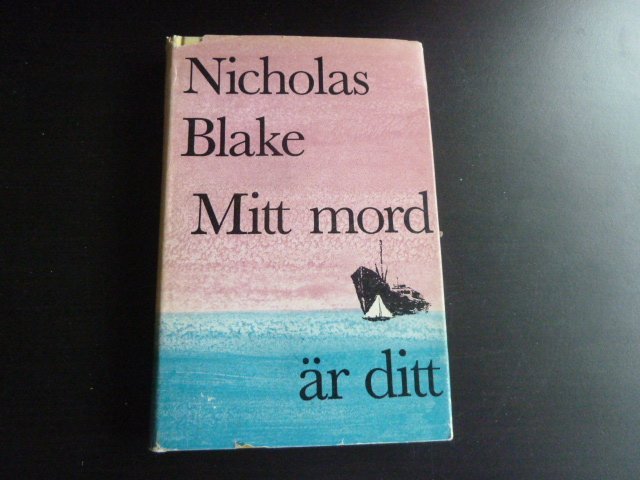 Nicholas
Blake
Mitt mord
är ditt